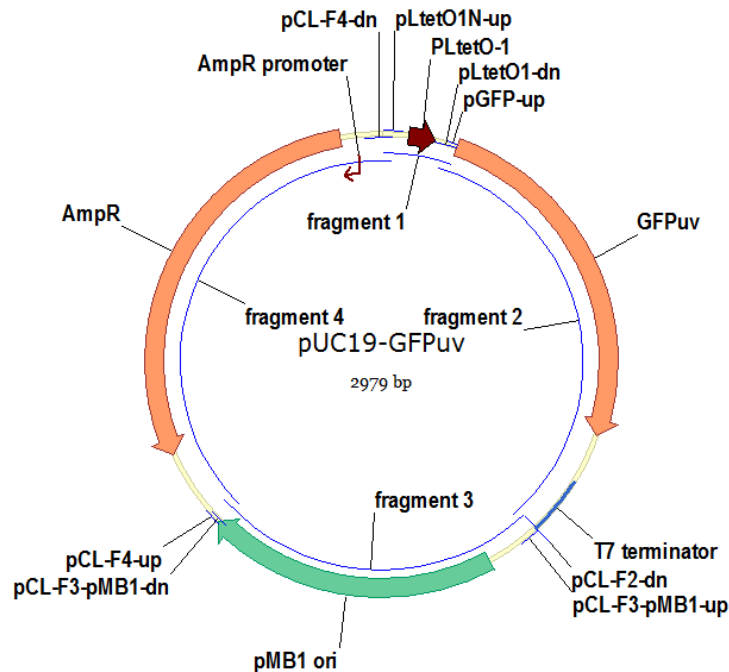 pCL-F4-dn
pLtetO1N-up
PLtetO-1
AmpR promoter
pLtetO1-dn
pGFP-up
AmpR
fragment 1
GFPuv
fragment 4
fragment 2
pUC19-GFPuv
2979 bp
fragment 3
pCL-F4-up
T7 terminator
pCL-F3-pMB1-dn
pCL-F2-dn
pCL-F3-pMB1-up
pMB1 ori